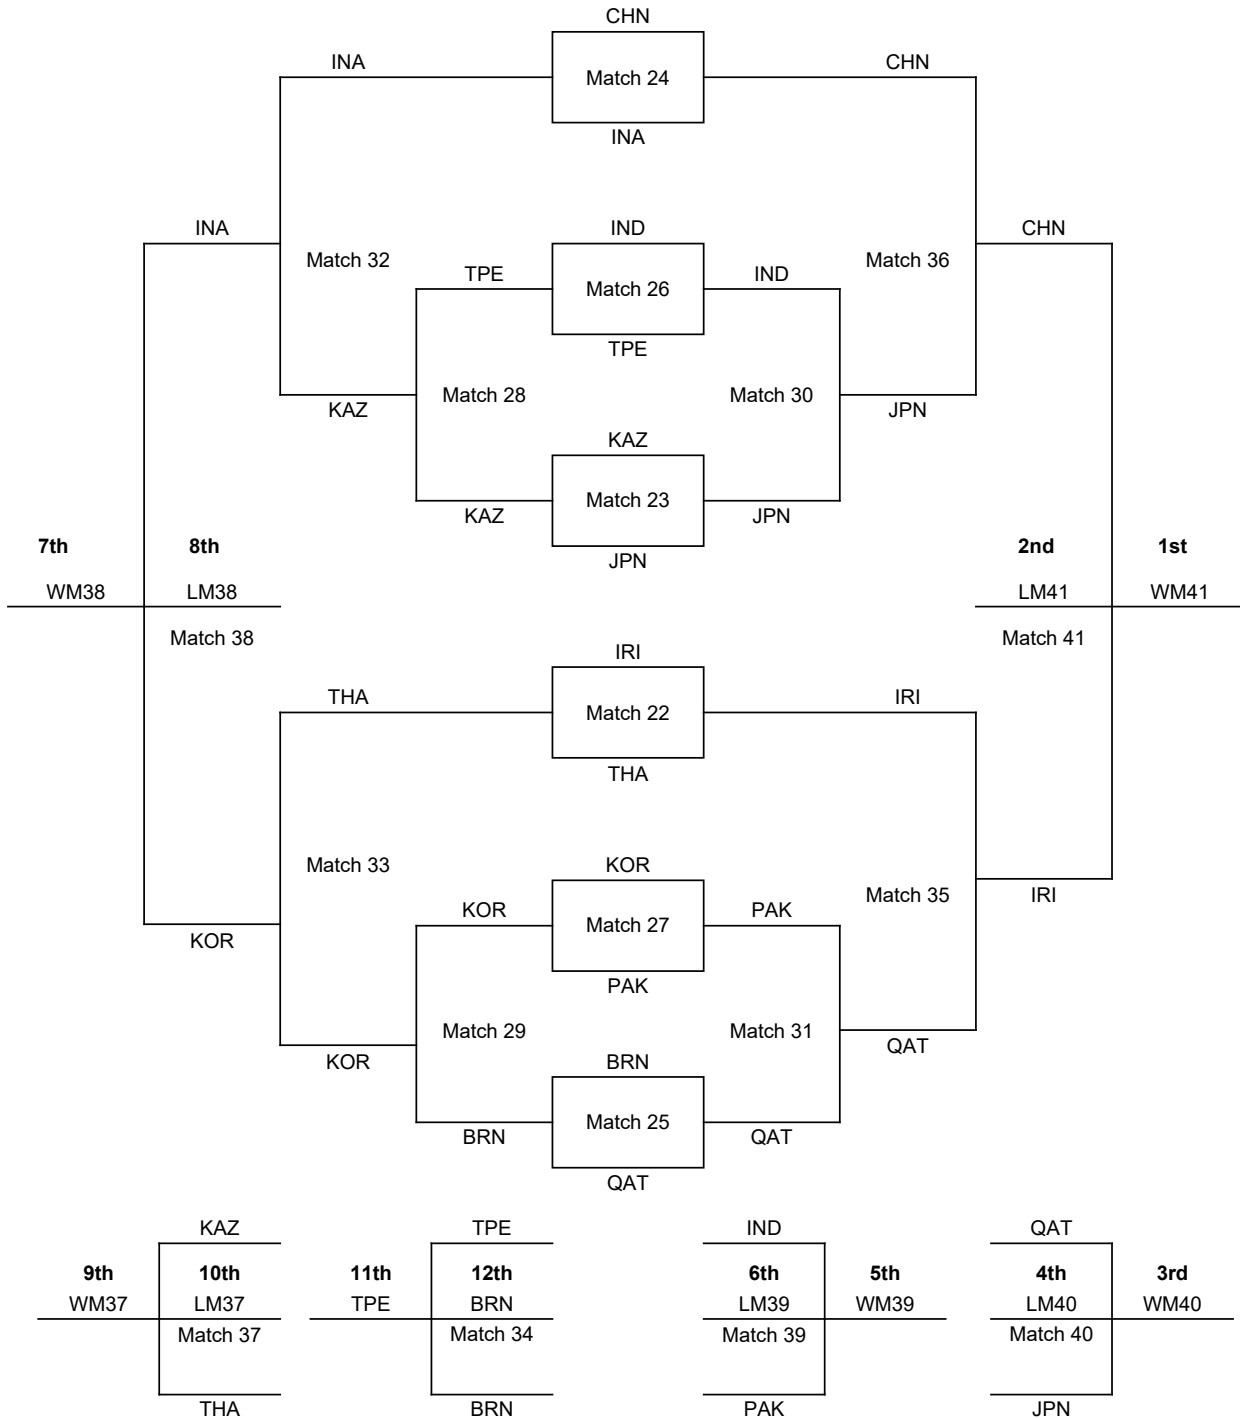 CHN
INA
CHN
Match 24
INA
INA
IND
CHN
Match 32
TPE
Match 26
IND
Match 36
TPE
KAZ
Match 28
Match 30
JPN
KAZ
KAZ
Match 23
JPN
JPN
7th
8th
2nd
1st
WM38
LM38
LM41
WM41
Match 38
Match 41
IRI
THA
IRI
Match 22
THA
Match 33
KOR
Match 35
IRI
KOR
KOR
Match 27
PAK
PAK
KOR
Match 29
Match 31
QAT
BRN
BRN
Match 25
QAT
QAT
KAZ
TPE
IND
QAT
9th
10th
11th
12th
6th
5th
4th
3rd
WM37
LM37
TPE
BRN
LM39
WM39
LM40
WM40
Match 37
Match 34
Match 39
Match 40
THA
BRN
PAK
JPN